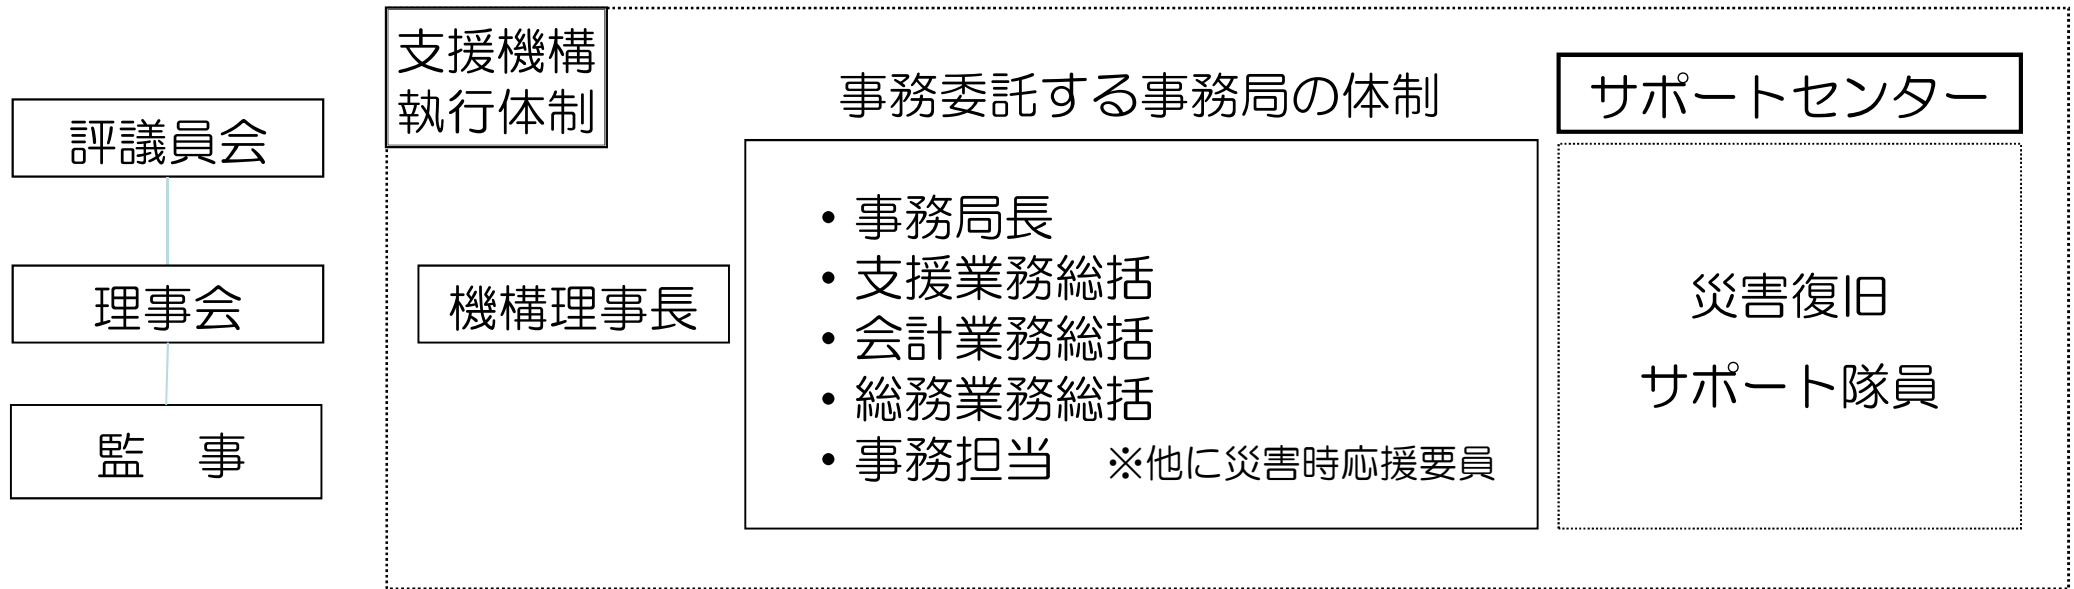 評議員会
理事会
監　事
支援機構
執行体制
機構理事長
事務委託する事務局の体制
• 事務局長
• 支援業務総括
• 会計業務総括
• 総務業務総括
• 事務担当　※他に災害時応援要員
サポートセンター
災害復旧
サポート隊員